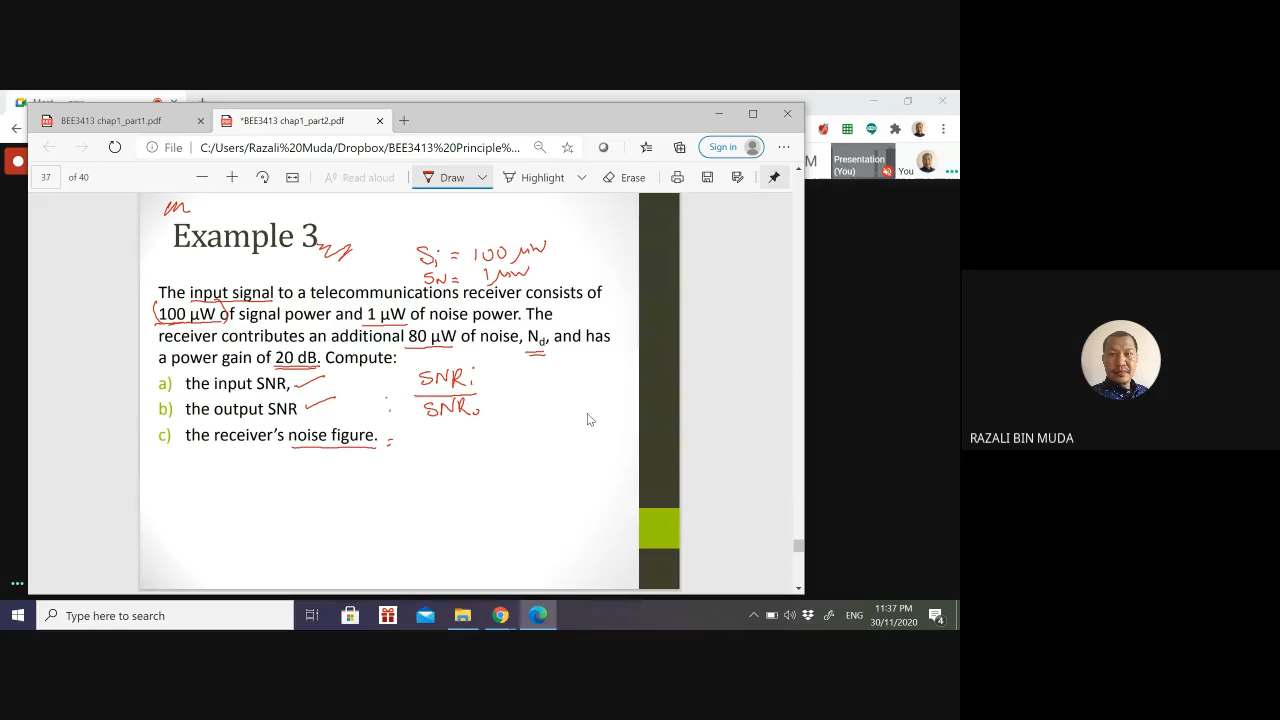 BEE3413 chap1_part1.pdf
*BEE3413 chap1_part2.pdf
File
C:/Users/Razali%20Muda/Dropbox/BEE3413%20Principle%...
Sign in
37 of 40
Read aloud
Draw
Highlight
Erase
Presentation
(You)
You
Example 3
Si = 100 μW
SN = 1 μW
The input signal to a telecommunications receiver consists of
100 μW of signal power and 1 μW of noise power. The
receiver contributes an additional 80 μW of noise, Nd, and has
a power gain of 20 dB. Compute:
a) the input SNR,
b) the output SNR
c) the receiver's noise figure. =
SNRi
SNRo
RAZALI BIN MUDA
Type here to search
ENG
11:37 PM
30/11/2020
4